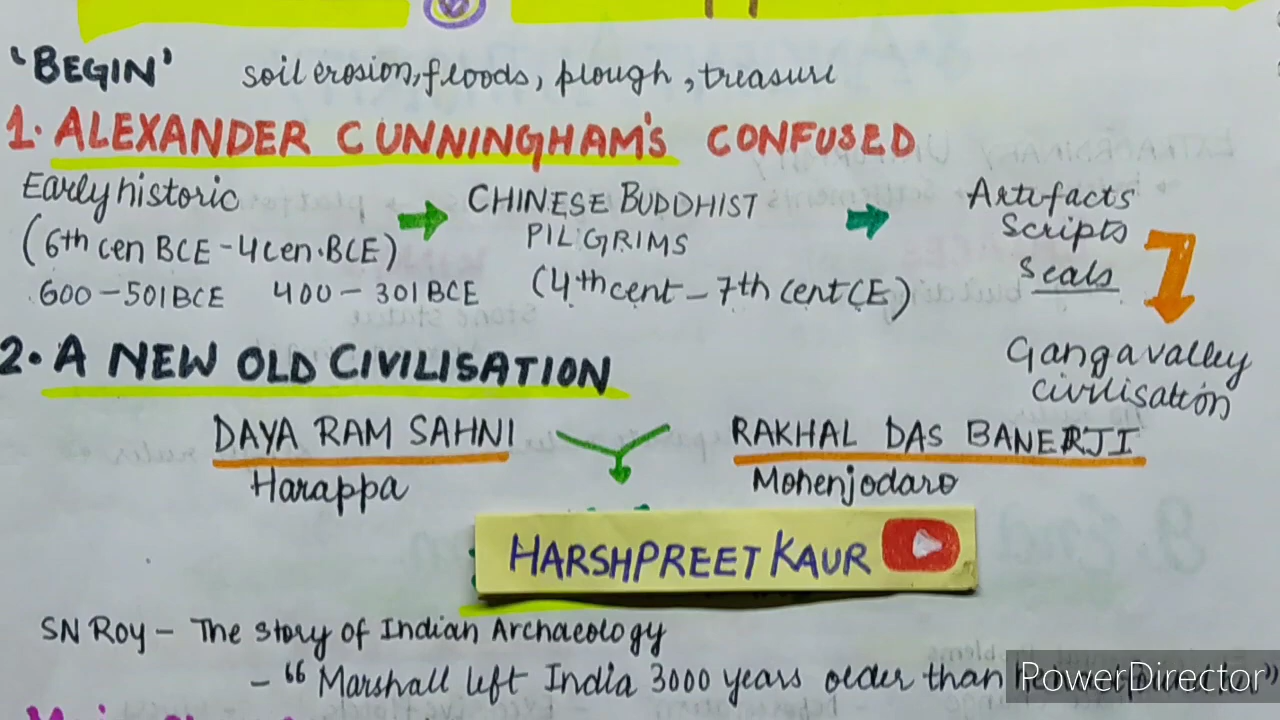 'BEGIN' soil erosion, floods, plough, treasure
1. ALEXANDER CUNNINGHAM'S CONFUSED
Early historic
(6th cen BCE - 4 cen. BCE)
600 - 501 BCE 400 - 301 BCE
CHINESE BUDDHIST
PILGRIMS
(4th cent - 7th cent CE)
Artifacts
Scripts
Seals
Ganga valley
civilisation
2. A NEW OLD CIVILISATION
DAYA RAM SAHNI
Harappa
RAKHAL DAS BANERJI
Mohenjodaro
HARSHPREET KAUR
SN Roy - The story of Indian Archaeology
- "Marshall left India 3000 years older than
PowerDirector